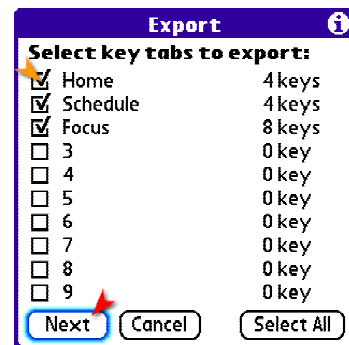 Export
Select key tabs to export:
Home 4 keys
Schedule 4 keys
Focus 8 keys
3 0 key
4 0 key
5 0 key
6 0 key
7 0 key
8 0 key
9 0 key
Next Cancel Select All